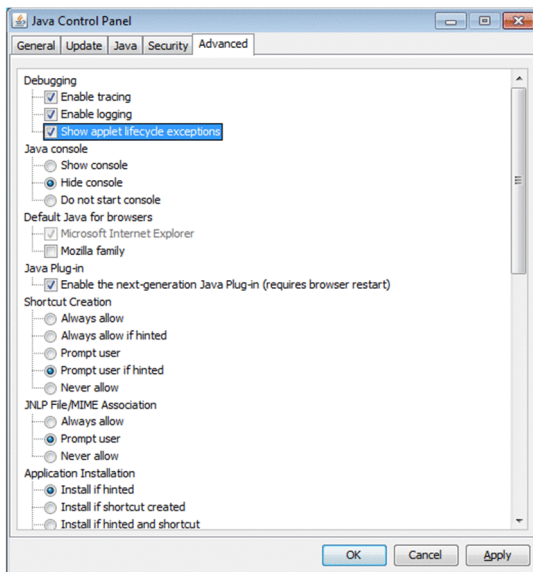 Java Control Panel
General Update Java Security Advanced
Debugging
Enable tracing
Enable logging
Show applet lifecycle exceptions
Java console
Show console
Hide console
Do not start console
Default Java for browsers
Microsoft Internet Explorer
Mozilla family
Java Plug-in
Enable the next-generation Java Plug-in (requires browser restart)
Shortcut Creation
Always allow
Always allow if hinted
Prompt user
Prompt user if hinted
Never allow
JNLP File/MIME Association
Always allow
Prompt user
Never allow
Application Installation
Install if hinted
Install if shortcut created
Install if hinted and shortcut
OK Cancel Apply